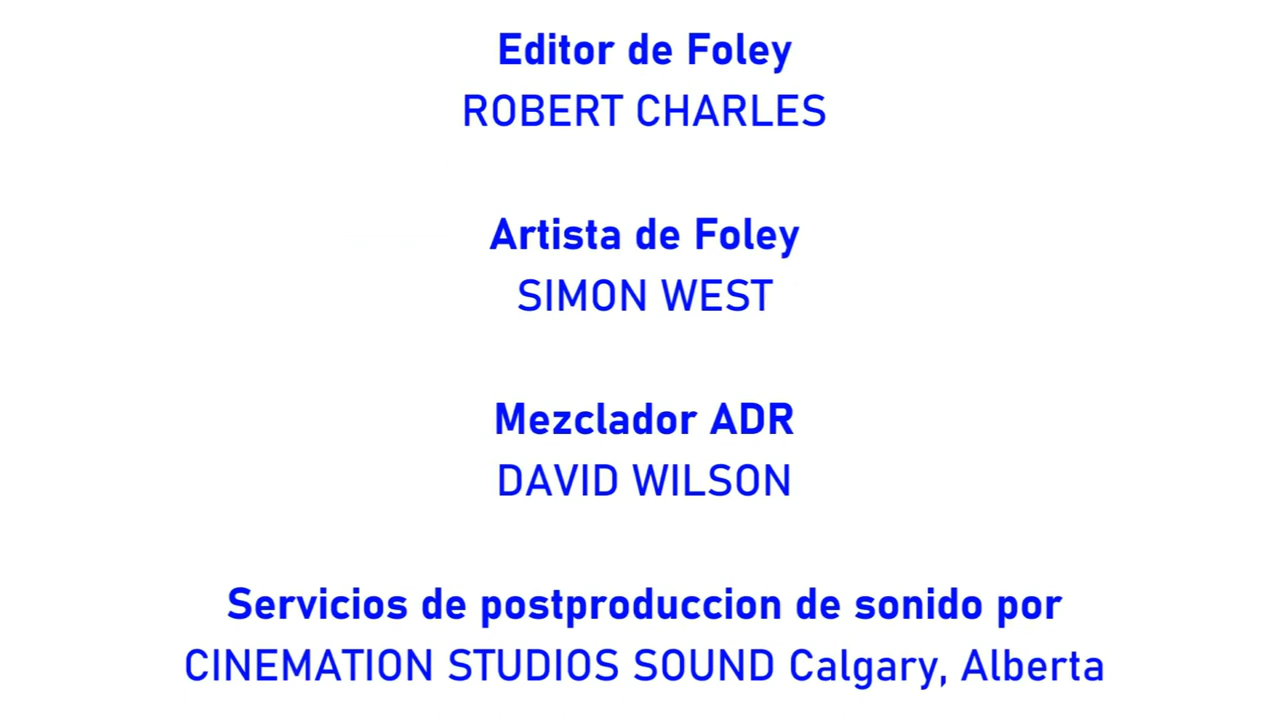 Editor de Foley
ROBERT CHARLES
Artista de Foley
SIMON WEST
Mezclador ADR
DAVID WILSON
Servicios de postproduccion de sonido por
CINEMATION STUDIOS SOUND Calgary, Alberta